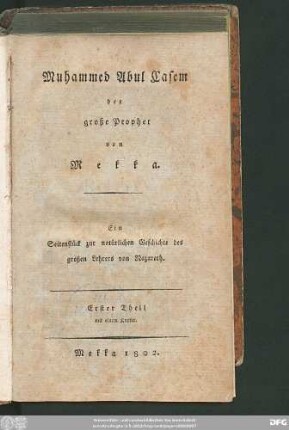 Muhammed Abul Casem
der
große Prophet
von
Mekka.
Ein
Seitenstück zur natürlichen Geschichte des
großen Lehrers von Nazareth.
Erster Theil
mit einem Kupfer.
Mekka 1802.
DFG